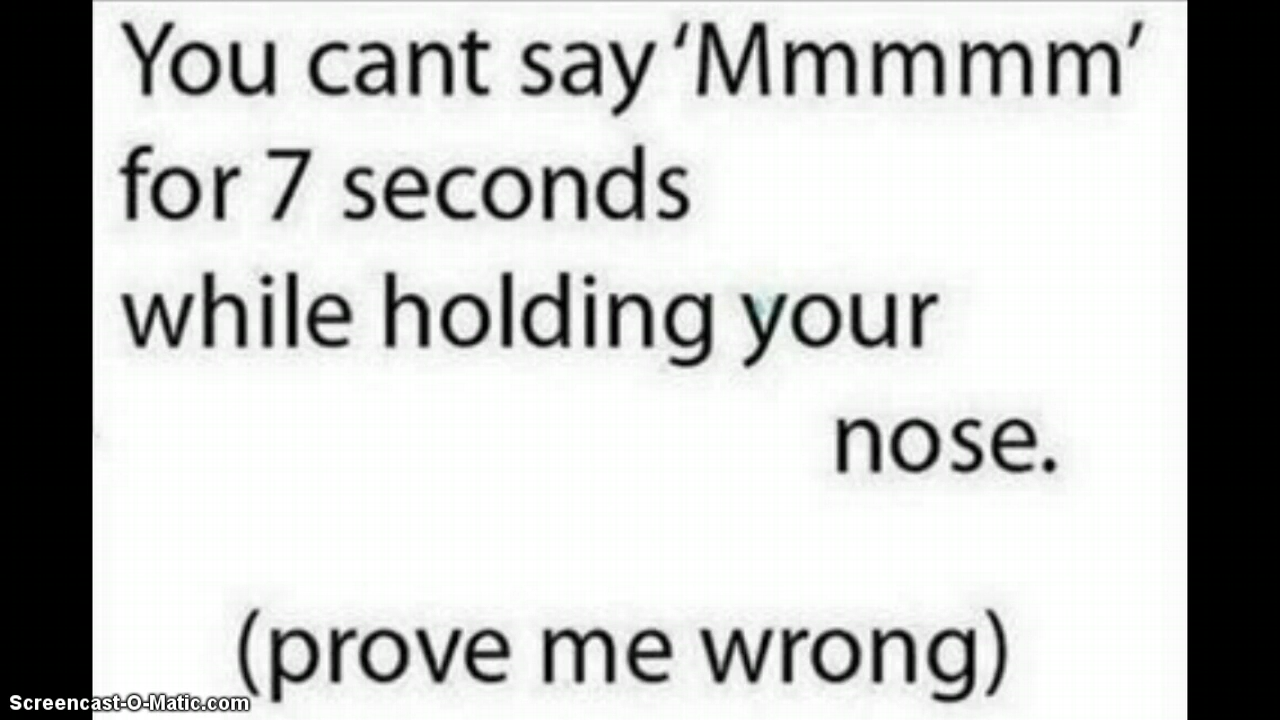 You cant say ‘Mmmmm’
for 7 seconds
while holding your
nose.
(prove me wrong)
Screencast-O-Matic.com